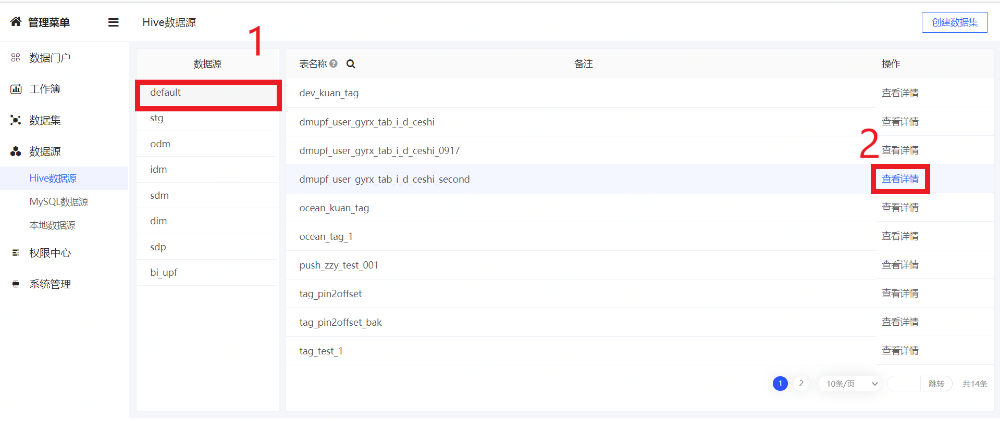 管理菜单
数据门户
工作簿
数据集
数据源
Hive数据源
MySQL数据源
本地数据源
权限中心
系统管理
Hive数据源
创建数据集
1
数据源
default
stg
odm
idm
sdm
dim
sdp
bi_upf
表名称 ? 备注 操作
dev_kuan_tag 查看详情
dmupf_user_gyrx_tab_i_d_ceshi 查看详情
2
dmupf_user_gyrx_tab_i_d_ceshi_0917 查看详情
dmupf_user_gyrx_tab_i_d_ceshi_second 查看详情
ocean_kuan_tag 查看详情
ocean_tag_1 查看详情
push_zzy_test_001 查看详情
tag_pin2offset 查看详情
tag_pin2offset_bak 查看详情
tag_test_1 查看详情
1 2 10条/页 跳转 共14条